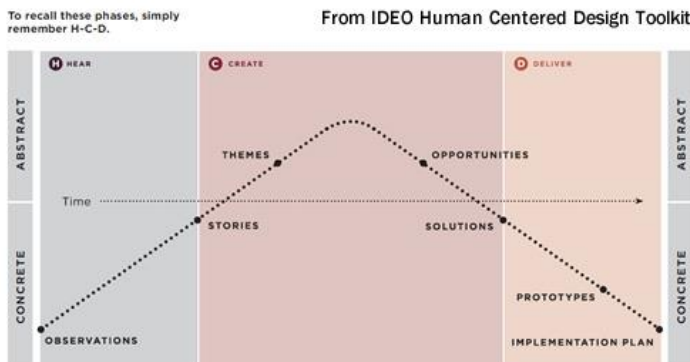 To recall these phases, simply
remember H-C-D.
From IDEO Human Centered Design Toolkit
H HEAR
C CREATE
D DELIVER
ABSTRACT
ABSTRACT
THEMES
OPPORTUNITIES
Time
STORIES
SOLUTIONS
CONCRETE
CONCRETE
PROTOTYPES
OBSERVATIONS
IMPLEMENTATION PLAN